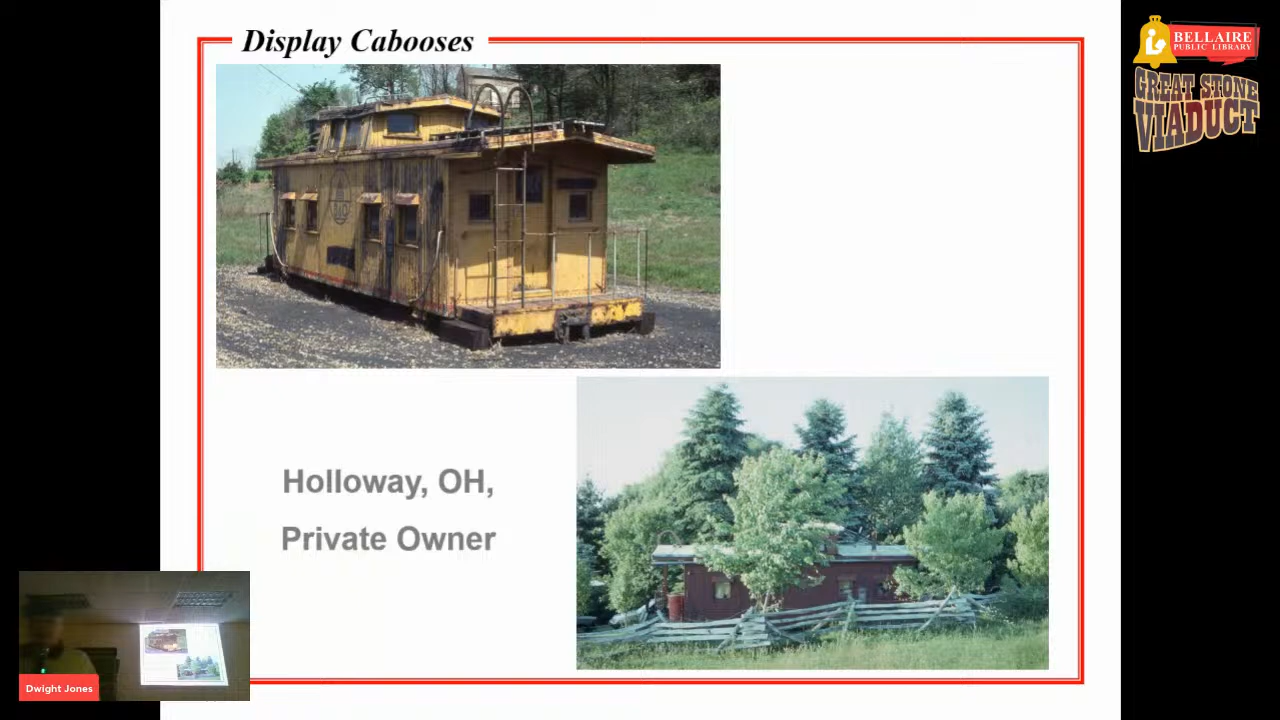 Display Cabooses
BELLAIRE
PUBLIC LIBRARY
GREAT STONE
VIADUCT
Holloway, OH,
Private Owner
Dwight Jones